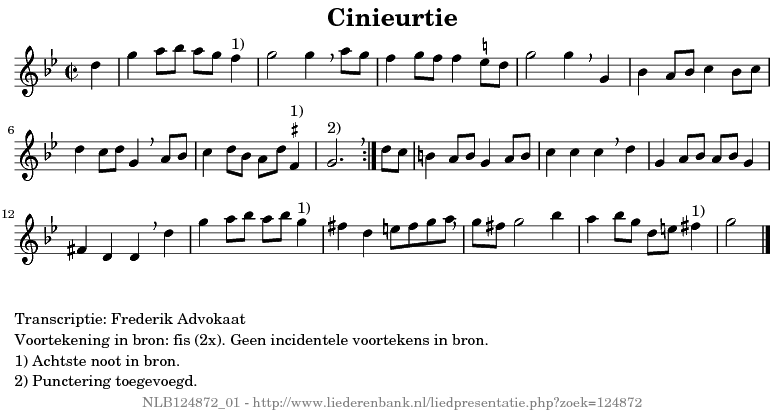 Cinieurtie
1)
6
1)
2)
12
1)
1)
Transcriptie: Frederik Advokaat
Voortekening in bron: fis (2x). Geen incidentele voortekens in bron.
1) Achtste noot in bron.
2) Punctering toegevoegd.
NLB124872_01 - http://www.liederenbank.nl/liedpresentatie.php?zoek=124872